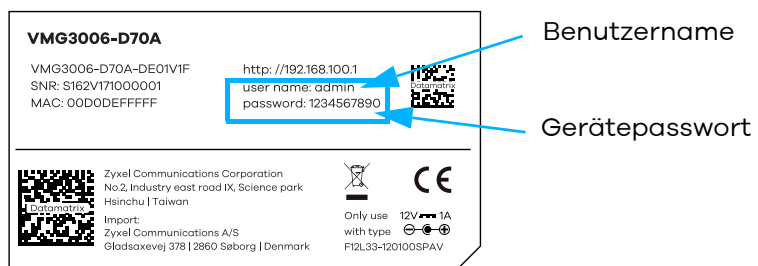 VMG3006-D70A
VMG3006-D70A-DE01V1F
SNR: S162V171000001
MAC: 00D0DEFFFFF
http: //192.168.100.1
user name: admin
password: 1234567890
Datamatrix
Benutzername
Gerätepasswort
Datamatrix
Zyxel Communications Corporation
No.2, Industry east road IX, Science park
Hsinchu | Taiwan
Import:
Zyxel Communications A/S
Gladsaxevej 378 | 2860 Søborg | Denmark
CE
Only use 12V 1A
with type
F12L33-120100SPAV